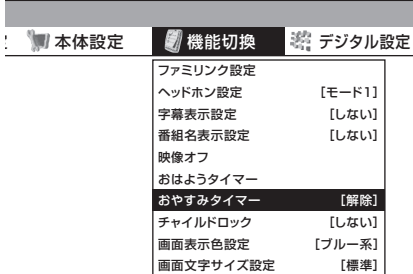 本体設定 機能切換 デジタル設定
ファミリンク設定
ヘッドホン設定 [モード1]
字幕表示設定 [しない]
番組名表示設定 [しない]
映像オフ
おはようタイマー
おやすみタイマー [解除]
チャイルドロック [しない]
画面表示色設定 [ブルー系]
画面文字サイズ設定 [標準]